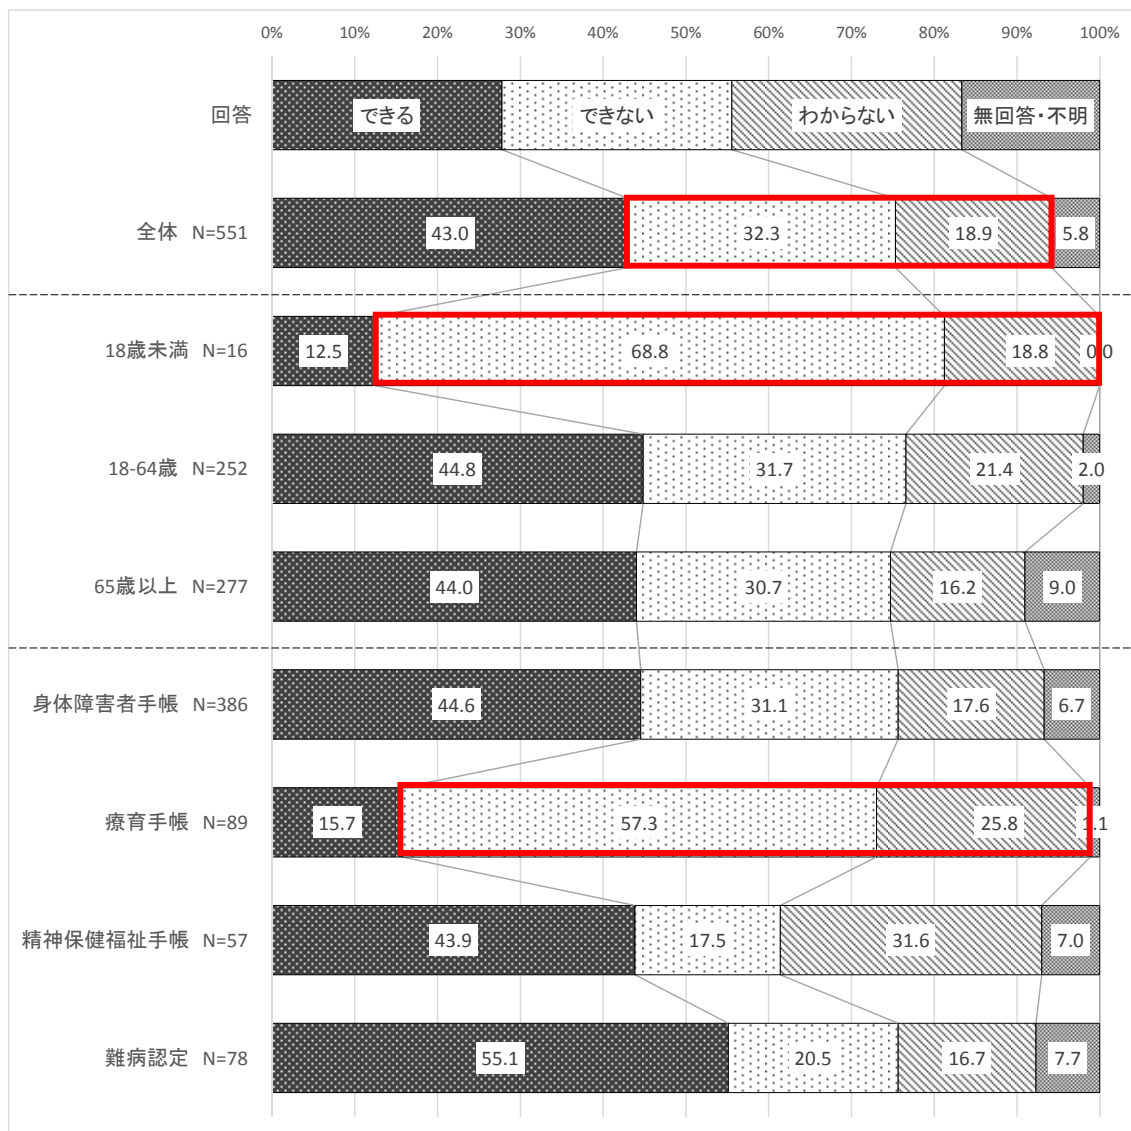 0% 10% 20% 30% 40% 50% 60% 70% 80% 90% 100%
回答 できる できない わからない 無回答・不明
全体 N=551 43.0 32.3 18.9 5.8
18歳未満 N=16 12.5 68.8 18.8 0.0
18-64歳 N=252 44.8 31.7 21.4 2.0
65歳以上 N=277 44.0 30.7 16.2 9.0
身体障害者手帳 N=386 44.6 31.1 17.6 6.7
療育手帳 N=89 15.7 57.3 25.8 1.1
精神保健福祉手帳 N=57 43.9 17.5 31.6 7.0
難病認定 N=78 55.1 20.5 16.7 7.7